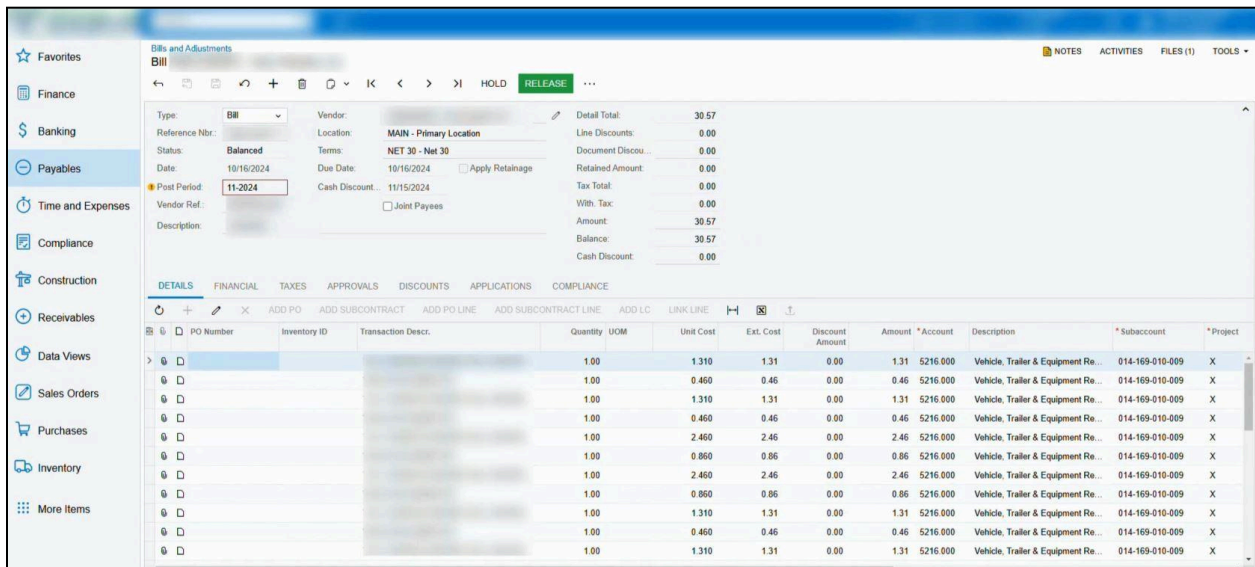 Bills and Adjustments
Bill
NOTES ACTIVITIES FILES (1) TOOLS
HOLD RELEASE ...
Favorites
Finance
Banking
Payables
Time and Expenses
Compliance
Construction
Receivables
Data Views
Sales Orders
Purchases
Inventory
More Items
Type: Bill Vendor: Detail Total: 30.57
Reference Nbr.: Location: MAIN - Primary Location Line Discounts: 0.00
Status: Balanced Terms: NET 30 - Net 30 Document Discou... 0.00
Date: 10/16/2024 Due Date: 10/16/2024 Apply Retainage Retained Amount: 0.00
Post Period: 11-2024 Cash Discount... 11/15/2024 Tax Total: 0.00
Vendor Ref.: Joint Payees With. Tax: 0.00
Description: Amount: 30.57
Balance: 30.57
Cash Discount: 0.00
DETAILS FINANCIAL TAXES APPROVALS DISCOUNTS APPLICATIONS COMPLIANCE
ADD PO ADD SUBCONTRACT ADD PO LINE ADD SUBCONTRACT LINE ADD LC LINK LINE
PO Number Inventory ID Transaction Descr. Quantity UOM Unit Cost Ext. Cost Discount Amount Amount *Account Description *Subaccount *Project
1.00 1.310 1.31 0.00 1.31 5216.000 Vehicle, Trailer & Equipment Re... 014-169-010-009 X
1.00 0.460 0.46 0.00 0.46 5216.000 Vehicle, Trailer & Equipment Re... 014-169-010-009 X
1.00 1.310 1.31 0.00 1.31 5216.000 Vehicle, Trailer & Equipment Re... 014-169-010-009 X
1.00 0.460 0.46 0.00 0.46 5216.000 Vehicle, Trailer & Equipment Re... 014-169-010-009 X
1.00 2.460 2.46 0.00 2.46 5216.000 Vehicle, Trailer & Equipment Re... 014-169-010-009 X
1.00 0.860 0.86 0.00 0.86 5216.000 Vehicle, Trailer & Equipment Re... 014-169-010-009 X
1.00 2.460 2.46 0.00 2.46 5216.000 Vehicle, Trailer & Equipment Re... 014-169-010-009 X
1.00 0.860 0.86 0.00 0.86 5216.000 Vehicle, Trailer & Equipment Re... 014-169-010-009 X
1.00 1.310 1.31 0.00 1.31 5216.000 Vehicle, Trailer & Equipment Re... 014-169-010-009 X
1.00 0.460 0.46 0.00 0.46 5216.000 Vehicle, Trailer & Equipment Re... 014-169-010-009 X
1.00 1.310 1.31 0.00 1.31 5216.000 Vehicle, Trailer & Equipment Re... 014-169-010-009 X